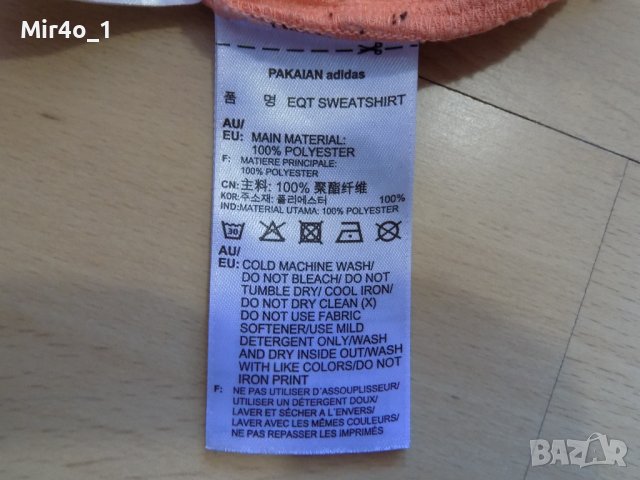 Mir4o_1
PAKAIAN adidas
품 명 EQT SWEATSHIRT
AU/
EU: MAIN MATERIAL:
100% POLYESTER
F: MATIERE PRINCIPALE:
100% POLYESTER
CN: 主料: 100% 聚酯纤维
KOR: 주소재: 폴리에스터 100%
IND: MATERIAL UTAMA: 100% POLYESTER
30
AU/
EU: COLD MACHINE WASH/
DO NOT BLEACH/DO NOT
TUMBLE DRY/ COOL IRON/
DO NOT DRY CLEAN (X)
DO NOT USE FABRIC
SOFTENER/USE MILD
DETERGENT ONLY/WASH
AND DRY INSIDE OUT/WASH
WITH LIKE COLORS/DO NOT
IRON PRINT
F: NE PAS UTILISER D'ASSOUPLISSEUR/
UTILISER UN DÉTERGENT DOUX/
LAVER ET SÉCHER A L'ENVERS/
LAVER AVEC LES MÊMES COULEURS/
NE PAS REPASSER LES IMPRIMÉS
BAZAR